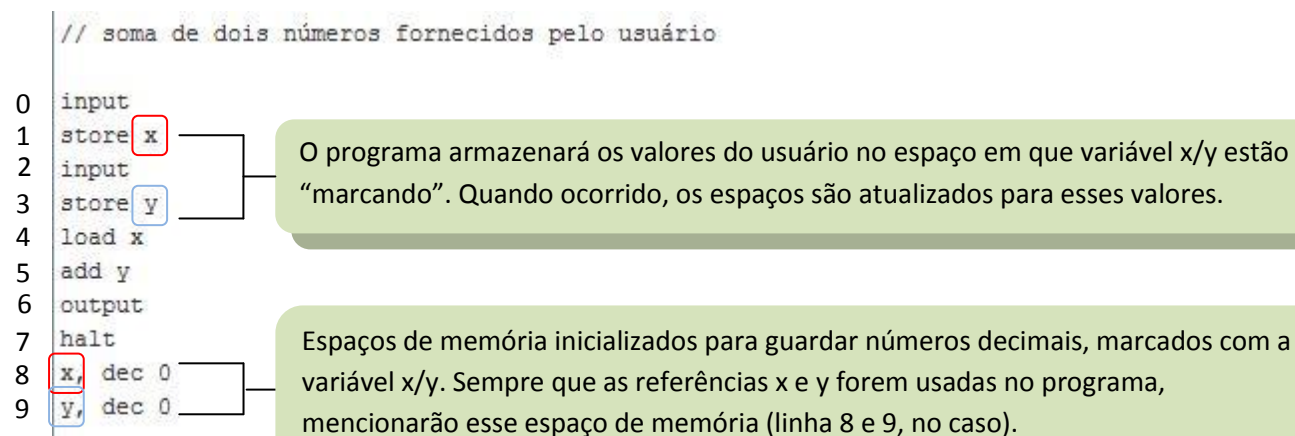 // soma de dois números fornecidos pelo usuário
0 input
1 store x
2 input
3 store y
4 load x
5 add y
6 output
7 halt
8 x, dec 0
9 y, dec 0
O programa armazenará os valores do usuário no espaço em que variável x/y estão
“marcando”. Quando ocorrido, os espaços são atualizados para esses valores.
Espaços de memória inicializados para guardar números decimais, marcados com a
variável x/y. Sempre que as referências x e y forem usadas no programa,
mencionarão esse espaço de memória (linha 8 e 9, no caso).